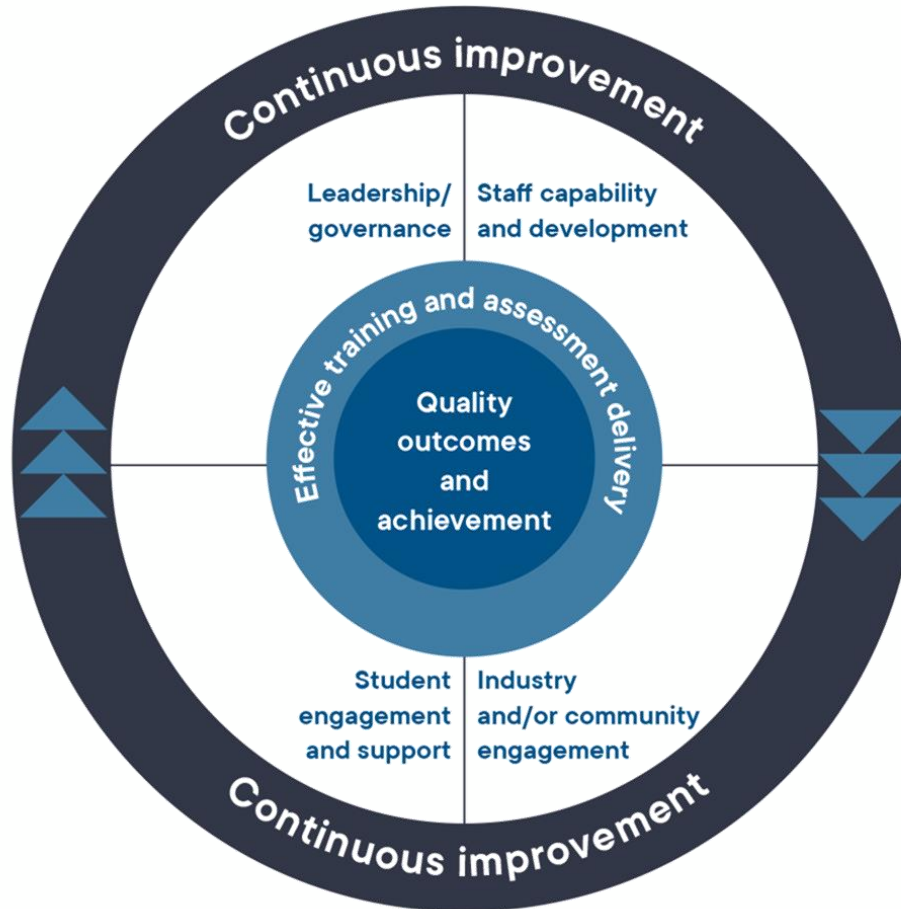 Continuous improvement
Leadership/
governance
Staff capability
and development
Effective training and assessment delivery
Quality
outcomes
and
achievement
Student
engagement
and support
Industry
and/or community
engagement
Continuous improvement